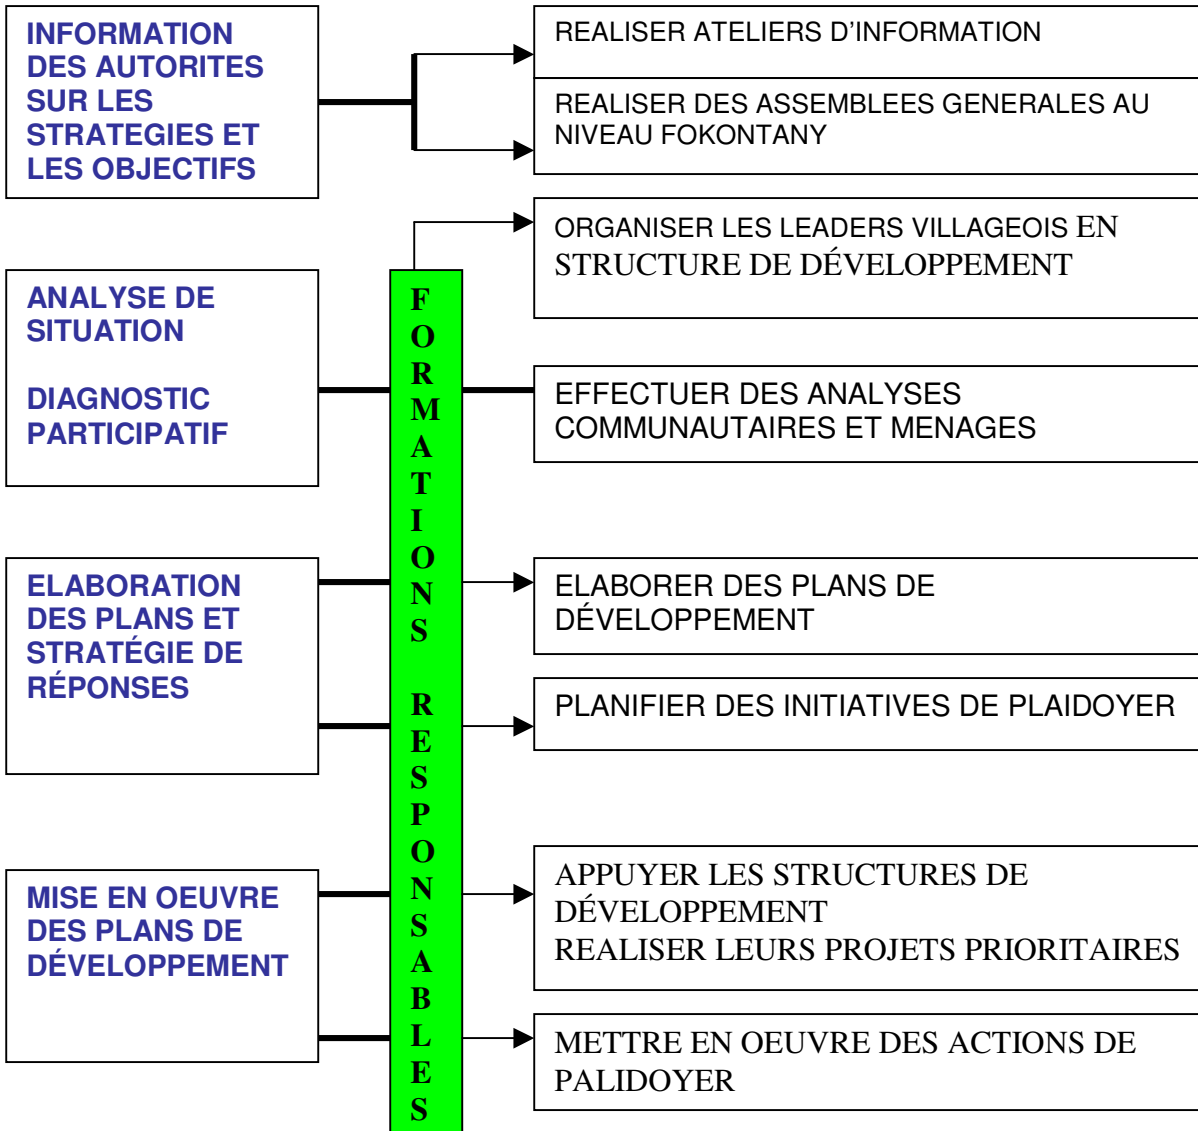 INFORMATION
DES AUTORITES
SUR LES
STRATEGIES ET
LES OBJECTIFS
REALISER ATELIERS D'INFORMATION
REALISER DES ASSEMBLEES GENERALES AU
NIVEAU FOKONTANY
ORGANISER LES LEADERS VILLAGEOIS EN
STRUCTURE DE DÉVELOPPEMENT
ANALYSE DE
SITUATION
DIAGNOSTIC
PARTICIPATIF
EFFECTUER DES ANALYSES
COMMUNAUTAIRES ET MENAGES
ELABORATION
DES PLANS ET
STRATÉGIE DE
RÉPONSES
ELABORER DES PLANS DE
DÉVELOPPEMENT
PLANIFIER DES INITIATIVES DE PLAIDOYER
MISE EN OEUVRE
DES PLANS DE
DÉVELOPPEMENT
APPUYER LES STRUCTURES DE
DÉVELOPPEMENT
REALISER LEURS PROJETS PRIORITAIRES
METTRE EN OEUVRE DES ACTIONS DE
PALIDOYER
FORMATIONS RESPONSABLES